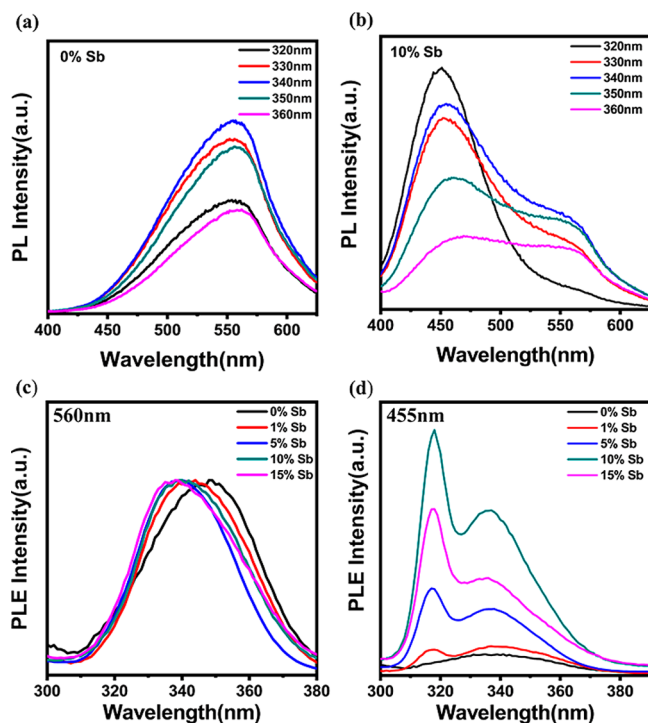 (a)
0% Sb
320nm
330nm
340nm
350nm
360nm
PL Intensity(a.u.)
400 450 500 550 600
Wavelength(nm)
(b)
10% Sb
320nm
330nm
340nm
350nm
360nm
PL Intensity(a.u.)
400 450 500 550 600
Wavelength(nm)
(c)
560nm
0% Sb
1% Sb
5% Sb
10% Sb
15% Sb
PLE Intensity(a.u.)
300 320 340 360 380
Wavelength(nm)
(d)
455nm
0% Sb
1% Sb
5% Sb
10% Sb
15% Sb
PLE Intensity(a.u.)
300 320 340 360 380
Wavelength(nm)